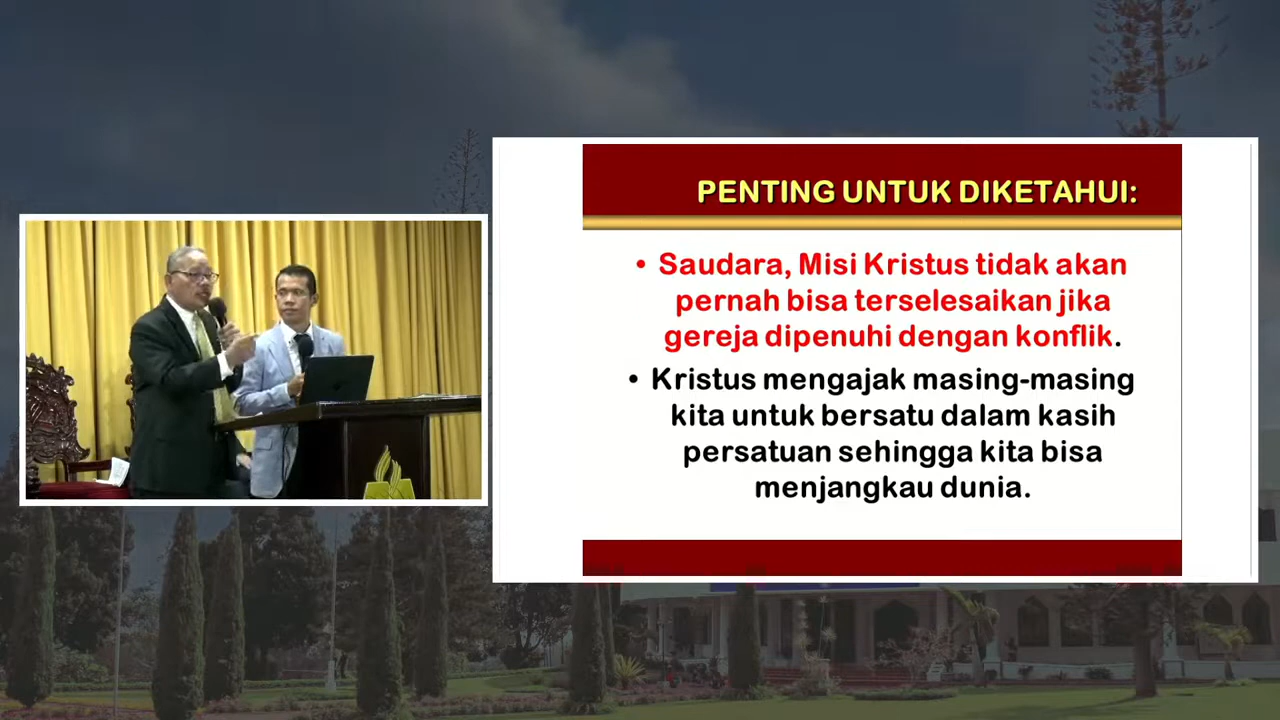 PENTING UNTUK DIKETAHUI:
• Saudara, Misi Kristus tidak akan
pernah bisa terselesaikan jika
gereja dipenuhi dengan konflik.
• Kristus mengajak masing-masing
kita untuk bersatu dalam kasih
persatuan sehingga kita bisa
menjangkau dunia.